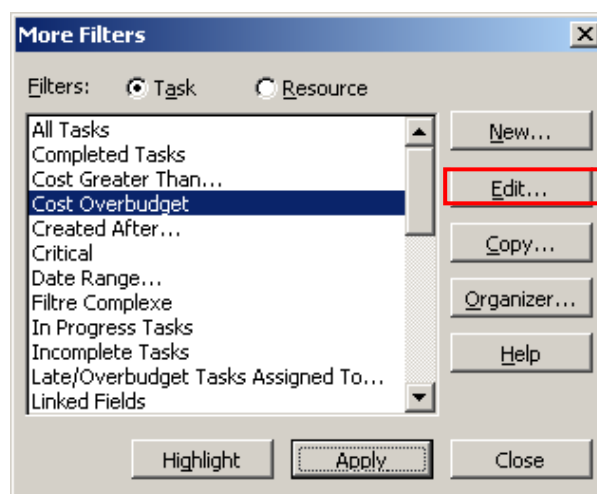 More Filters
Filters: Task Resource
All Tasks
Completed Tasks
Cost Greater Than...
Cost Overbudget
Created After...
Critical
Date Range...
Filtre Complexe
In Progress Tasks
Incomplete Tasks
Late/Overbudget Tasks Assigned To...
Linked Fields
New...
Edit...
Copy...
Organizer...
Help
Highlight Apply Close